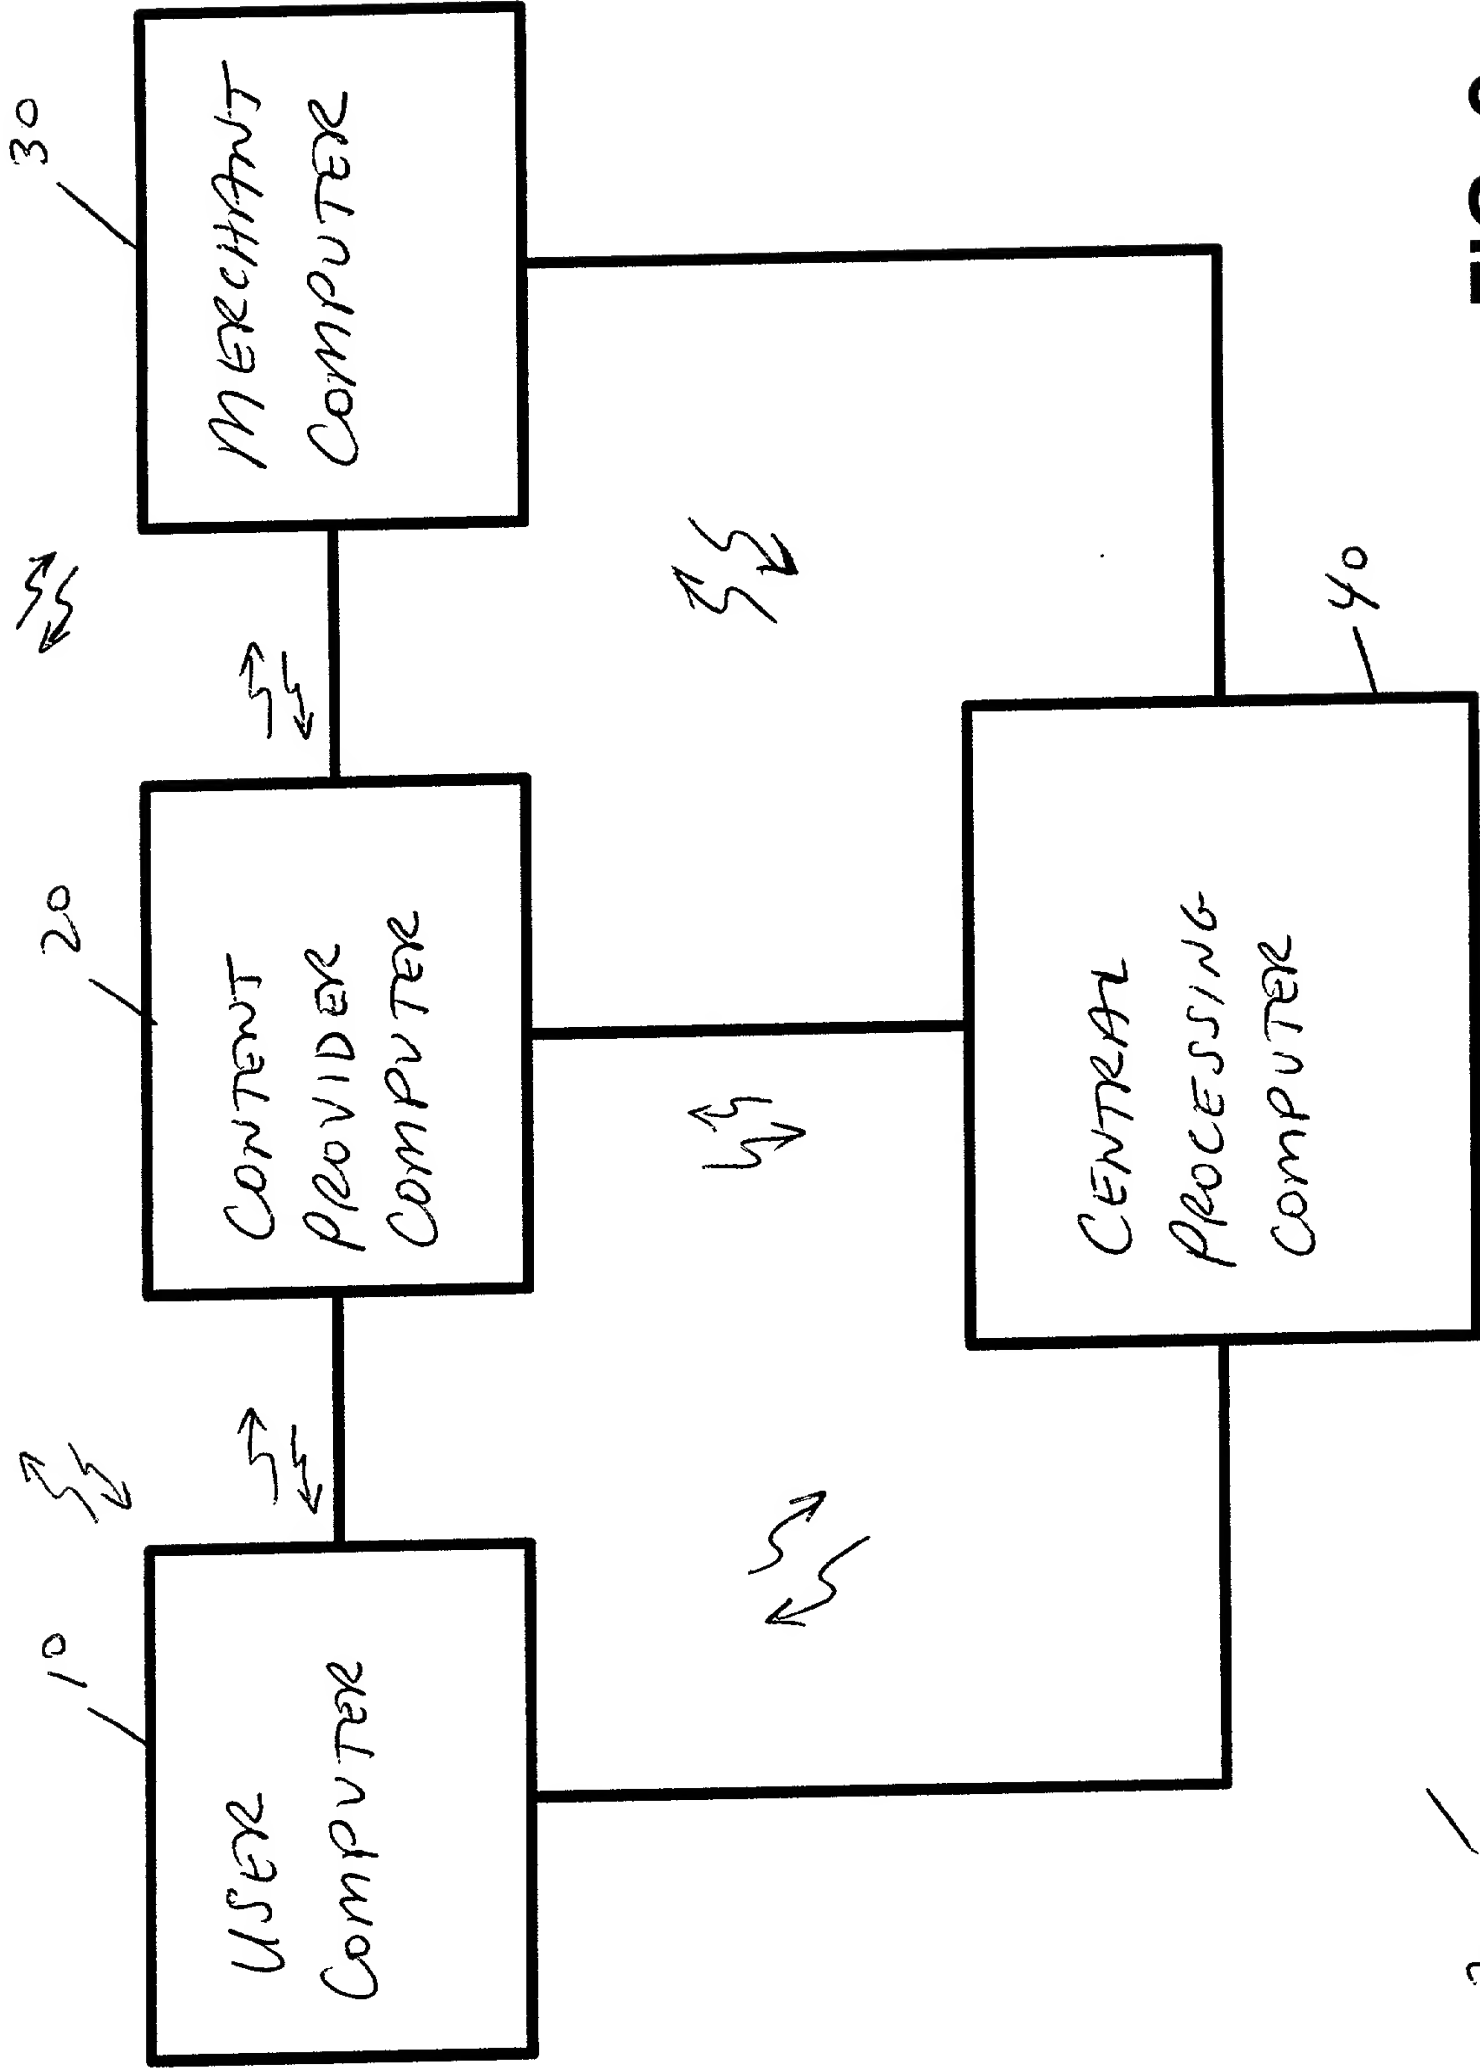 10
USER
COMPUTER
20
CONTENT
PROVIDER
COMPUTER
30
MERCHANT
COMPUTER
CENTRAL
PROCESSING
COMPUTER
40